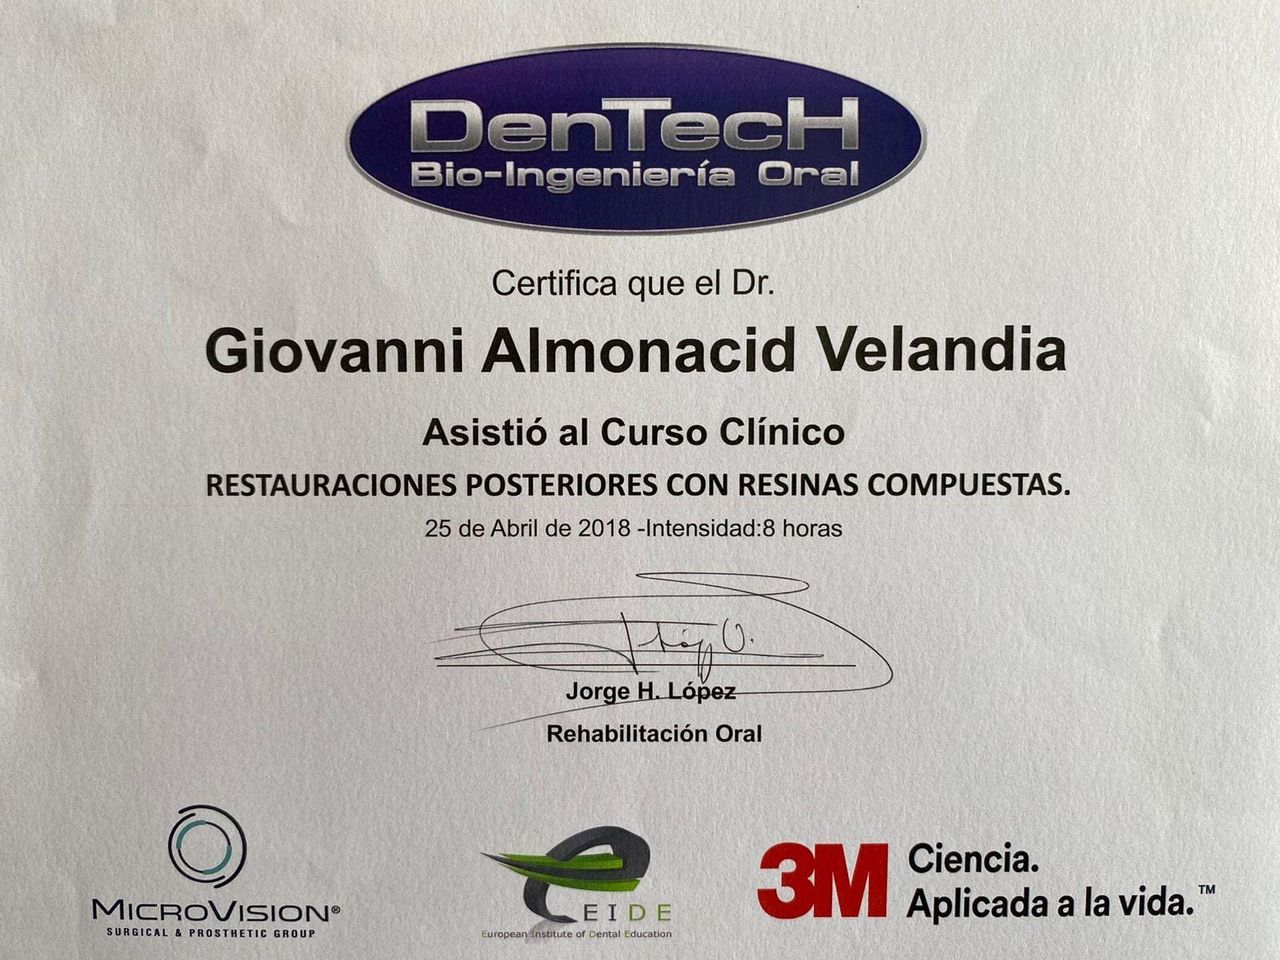 DenTecH
Bio-Ingeniería Oral
Certifica que el Dr.
Giovanni Almonacid Velandia
Asistió al Curso Clínico
RESTAURACIONES POSTERIORES CON RESINAS COMPUESTAS.
25 de Abril de 2018 -Intensidad:8 horas
Jorge H. López
Rehabilitación Oral
MICROVISION®
SURGICAL & PROSTHETIC GROUP
EIDE
European Institute of Dental Education
3M Ciencia.
Aplicada a la vida.™